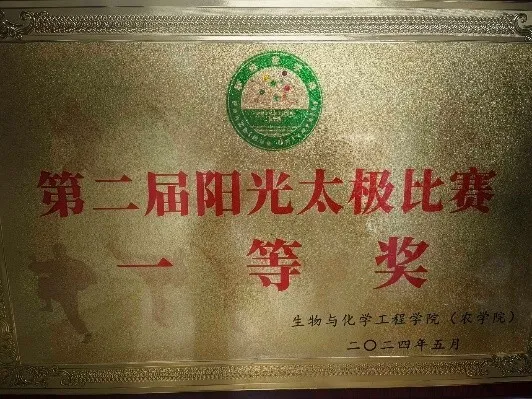 第二届阳光太极比赛
一等奖
生物与化学工程学院（农学院）
二〇二四年五月